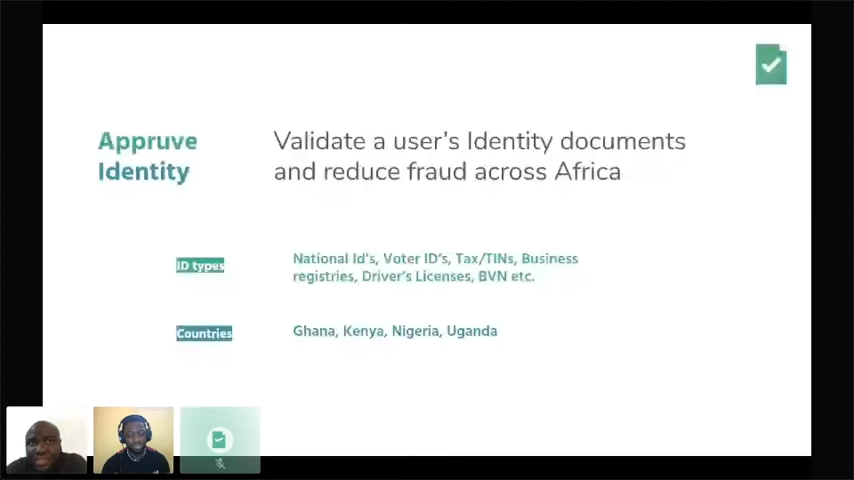 Appruve
Identity
Validate a user's Identity documents
and reduce fraud across Africa
ID types
National Id's, Voter ID's, Tax/TINs, Business
registries, Driver's Licenses, BVN etc.
Countries
Ghana, Kenya, Nigeria, Uganda